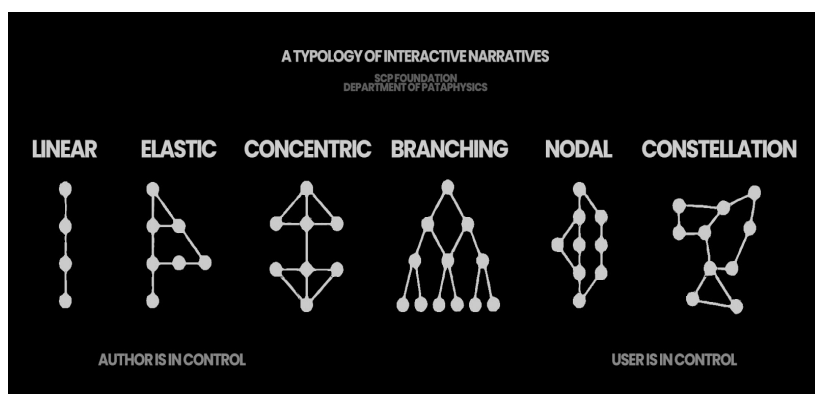 A TYPOLOGY OF INTERACTIVE NARRATIVES
SCP FOUNDATION
DEPARTMENT OF PATAPHYSICS
LINEAR
ELASTIC
CONCENTRIC
BRANCHING
NODAL
CONSTELLATION
AUTHOR IS IN CONTROL
USER IS IN CONTROL